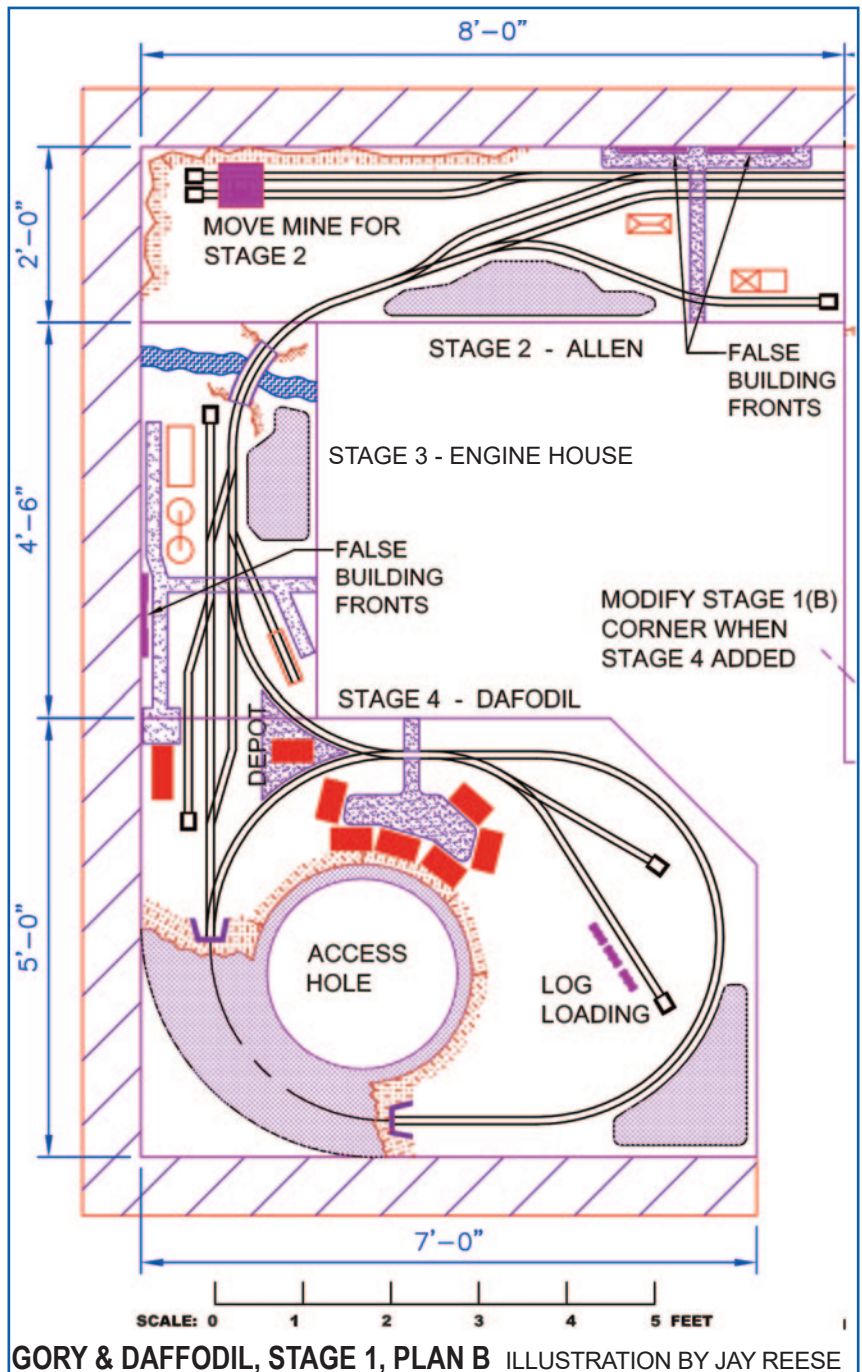 8'-0"
2'-0"
MOVE MINE FOR
STAGE 2
STAGE 2 - ALLEN
FALSE
BUILDING
FRONTS
4'-6"
STAGE 3 - ENGINE HOUSE
FALSE
BUILDING
FRONTS
MODIFY STAGE 1(B)
CORNER WHEN
STAGE 4 ADDED
STAGE 4 - DAFODIL
DEPOT
5'-0"
ACCESS
HOLE
LOG
LOADING
7'-0"
SCALE: 0 1 2 3 4 5 FEET
GORY & DAFFODIL, STAGE 1, PLAN B ILLUSTRATION BY JAY REESE